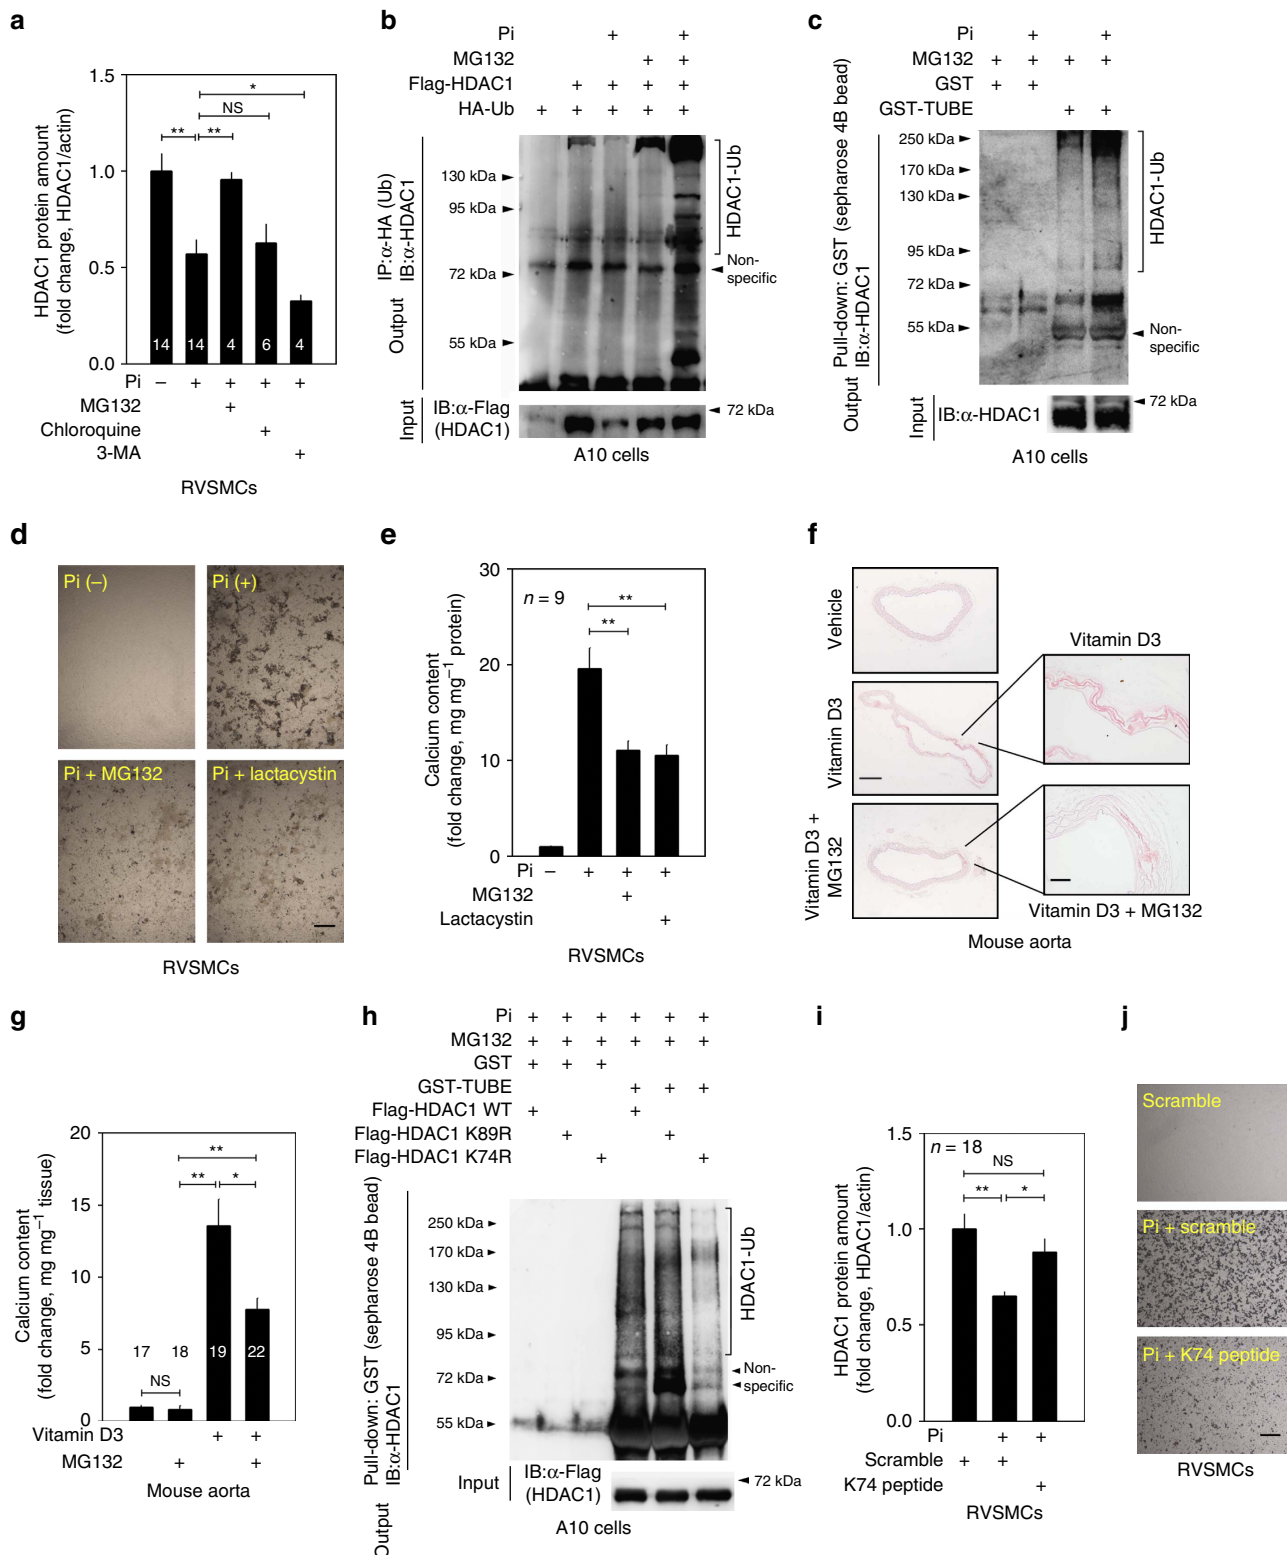 a
HDAC1 protein amount
(fold change, HDAC1/actin)
1.5
1.0
0.5
0.0
*
NS
** **
14 14 4 6 4
Pi – + + + +
MG132 +
Chloroquine +
3-MA +
RVSMCs
b
Pi + +
MG132 + +
Flag-HDAC1 + + + +
HA-Ub + + + + +
Output
IP:α-HA (Ub)
IB:α-HDAC1
130 kDa
95 kDa
72 kDa
55 kDa
HDAC1-Ub
Non-
specific
Input
IB:α-Flag
(HDAC1)
72 kDa
A10 cells
c
Pi + +
MG132 + + + +
GST + +
GST-TUBE + +
Output
Pull-down: GST (sepharose 4B bead)
IB:α-HDAC1
250 kDa
170 kDa
130 kDa
95 kDa
72 kDa
55 kDa
HDAC1-Ub
Non-
specific
Input
IB:α-HDAC1
72 kDa
A10 cells
d
Pi (–)
Pi (+)
Pi + MG132
Pi + lactacystin
RVSMCs
e
Calcium content
(fold change, mg mg⁻¹ protein)
30
20
10
0
n = 9
**
**
Pi – + + +
MG132 +
Lactacystin +
RVSMCs
f
Vehicle
Vitamin D3
Vitamin D3 +
MG132
Vitamin D3
Vitamin D3 + MG132
Mouse aorta
g
Calcium content
(fold change, mg mg⁻¹ tissue)
20
15
10
5
0
**
** *
NS
17 18 19 22
Vitamin D3 + +
MG132 + +
Mouse aorta
h
Pi + + + + + +
MG132 + + + + + +
GST + + +
GST-TUBE + + +
Flag-HDAC1 WT + +
Flag-HDAC1 K89R + +
Flag-HDAC1 K74R + +
Output
Pull-down: GST (sepharose 4B bead)
IB:α-HDAC1
250 kDa
170 kDa
130 kDa
95 kDa
72 kDa
55 kDa
HDAC1-Ub
Non-
specific
Input
IB:α-Flag
(HDAC1)
72 kDa
A10 cells
i
HDAC1 protein amount
(fold change, HDAC1/actin)
1.5
1.0
0.5
0.0
n = 18
NS
** *
Pi + +
Scramble + +
K74 peptide +
RVSMCs
j
Scramble
Pi + scramble
Pi + K74 peptide
RVSMCs